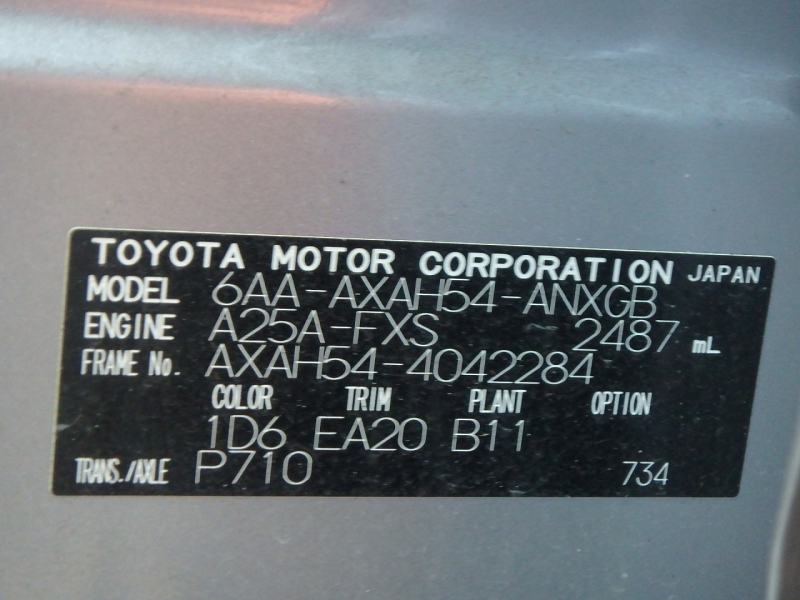 TOYOTA MOTOR CORPORATION JAPAN
MODEL 6AA-AXAH54-ANXGB
ENGINE A25A-FXS 2487 mL
FRAME No. AXAH54-4042284
COLOR TRIM PLANT OPTION
1D6 EA20 B11
TRANS./AXLE P710 734